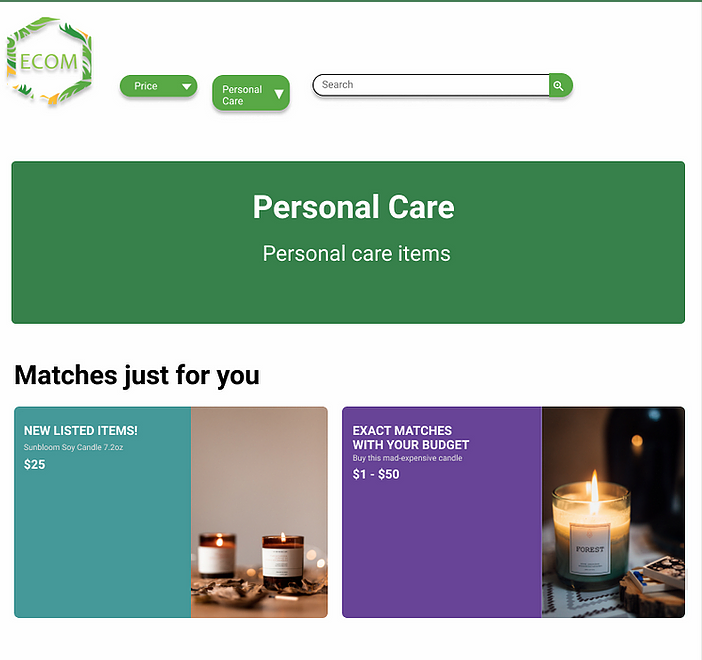 ECOM
Price
Personal
Care
Search
Personal Care
Personal care items
Matches just for you
NEW LISTED ITEMS!
Sunbloom Soy Candle 7.2oz
$25
EXACT MATCHES
WITH YOUR BUDGET
Buy this mad-expensive candle
$1 - $50
FOREST